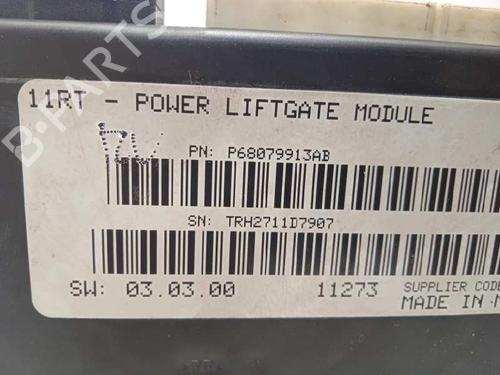 11RT - POWER LIFTGATE MODULE
PN: P68079913AB
SN: TRH2711D7907
SW: 03.03.00 11273 SUPPLIER CODE
MADE IN
B-PARTS